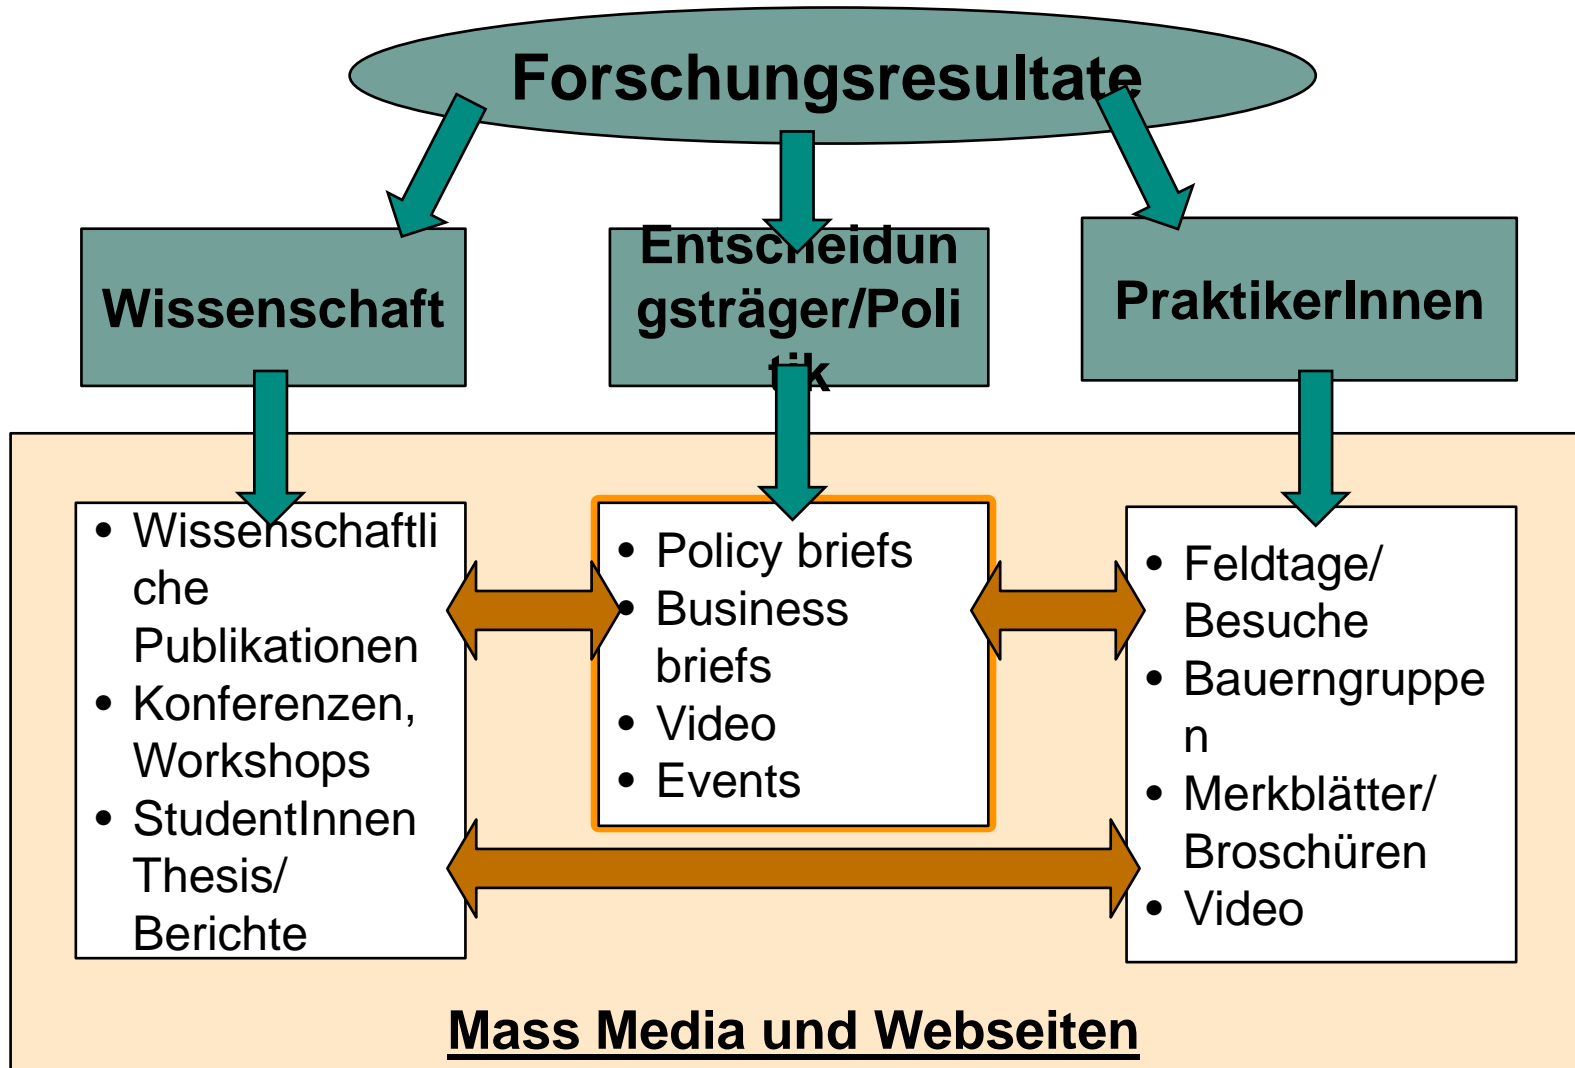 Forschungsresultate
Wissenschaft
Entscheidun
gsträger/Poli
tik
PraktikerInnen
• Wissenschaftli
che
Publikationen
• Konferenzen,
Workshops
• StudentInnen
Thesis/
Berichte
• Policy briefs
• Business
briefs
• Video
• Events
• Feldtage/
Besuche
• Bauerngruppe
n
• Merkblätter/
Broschüren
• Video
Mass Media und Webseiten